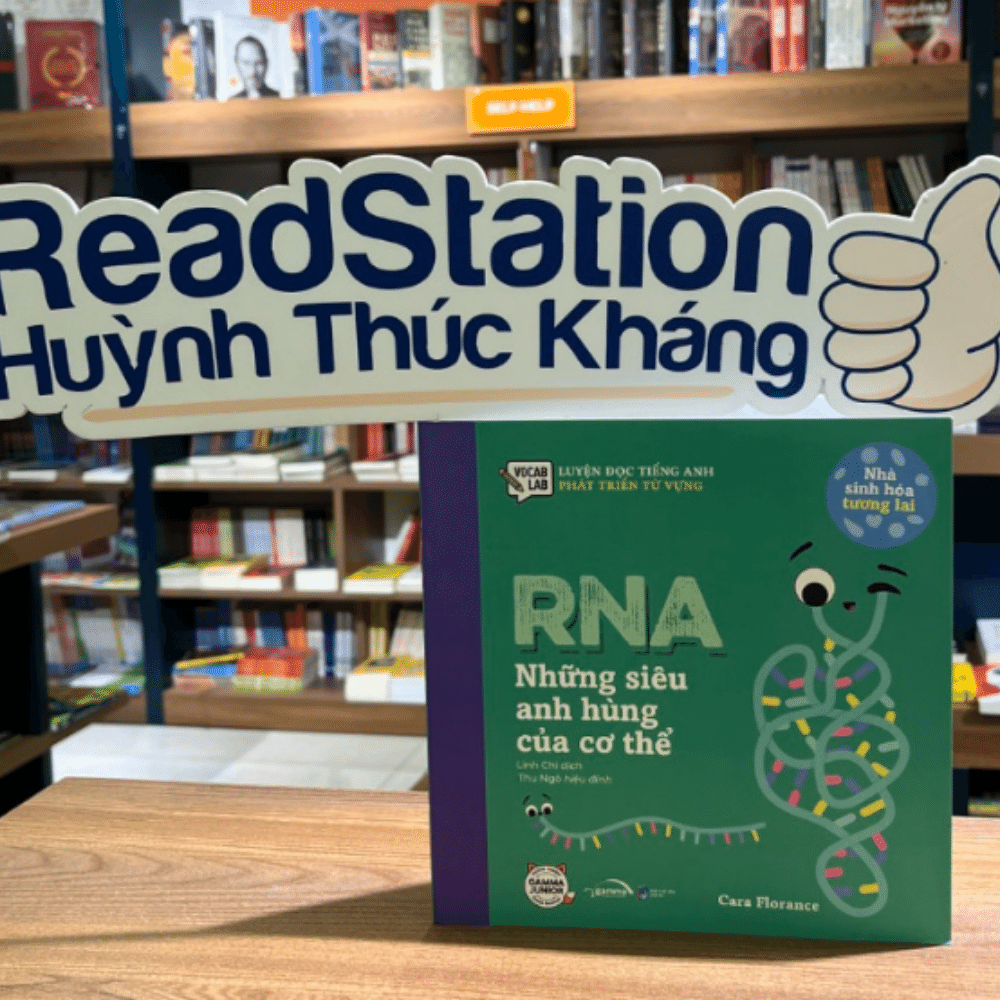 SELF HELP
ReadStation
Huỳnh Thúc Kháng
VOCAB
LAB
LUYỆN ĐỌC TIẾNG ANH
PHÁT TRIỂN TỪ VỰNG
Nhà
sinh hóa
tương lai
RNA
Những siêu
anh hùng
của cơ thể
Linh Chi dịch
Thu Ngô hiệu đính
GAMMA
JUNIOR
Cara Florance